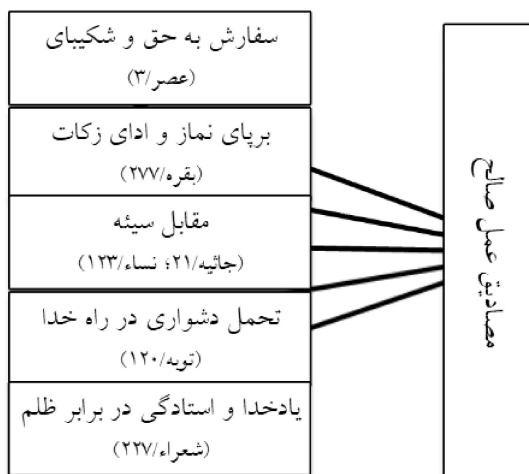 سفارش به حق و شکیبای
(عصر/۳)
برپای نماز و ادای زکات
(بقره/۲۷۷)
مقابل سیئه
(جاثیه/۲۱؛ نساء/۱۲۳)
تحمل دشواری در راه خدا
(توبه/۱۲۰)
یادخدا و استادگی در برابر ظلم
(شعراء/۲۲۷)
مصادیق عمل صالح